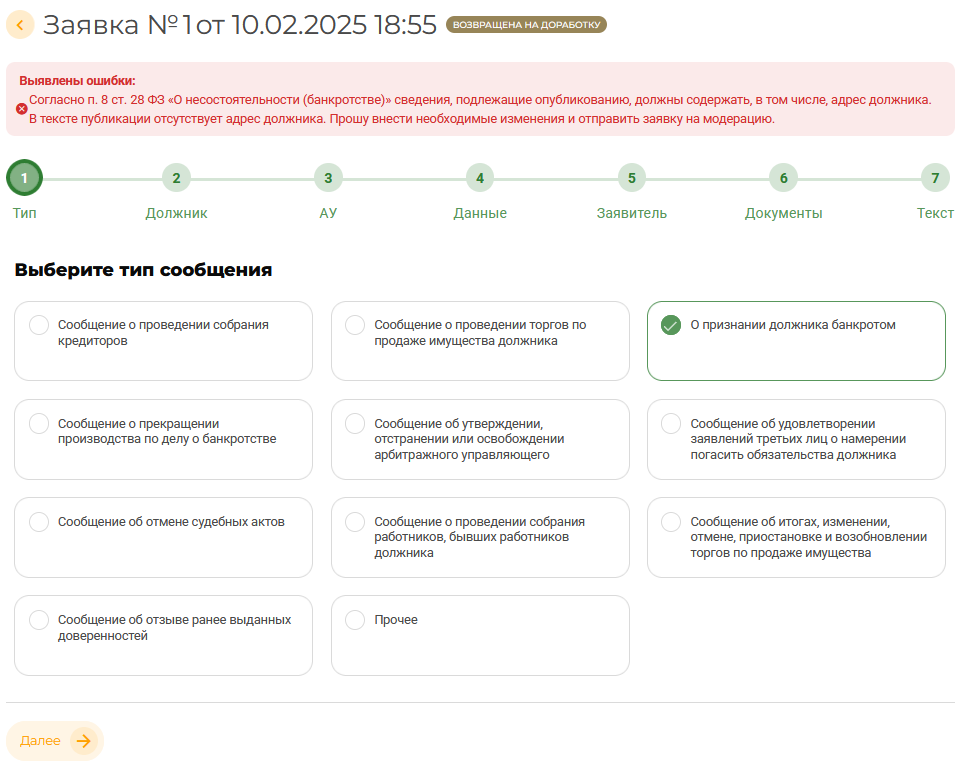 Заявка №1 от 10.02.2025 18:55 ВОЗВРАЩЕНА НА ДОРАБОТКУ
Выявлены ошибки:
Согласно п. 8 ст. 28 ФЗ «О несостоятельности (банкротстве)» сведения, подлежащие опубликованию, должны содержать, в том числе, адрес должника.
В тексте публикации отсутствует адрес должника. Прошу внести необходимые изменения и отправить заявку на модерацию.
1 2 3 4 5 6 7
Тип Должник АУ Данные Заявитель Документы Текст
Выберите тип сообщения
Сообщение о проведении собрания
кредиторов
Сообщение о проведении торгов по
продаже имущества должника
О признании должника банкротом
Сообщение о прекращении
производства по делу о банкротстве
Сообщение об утверждении,
отстранении или освобождении
арбитражного управляющего
Сообщение об удовлетворении
заявлений третьих лиц о намерении
погасить обязательства должника
Сообщение об отмене судебных актов
Сообщение о проведении собрания
работников, бывших работников
должника
Сообщение об итогах, изменении,
отмене, приостановке и возобновлении
торгов по продаже имущества
Сообщение об отзыве ранее выданных
доверенностей
Прочее
Далее